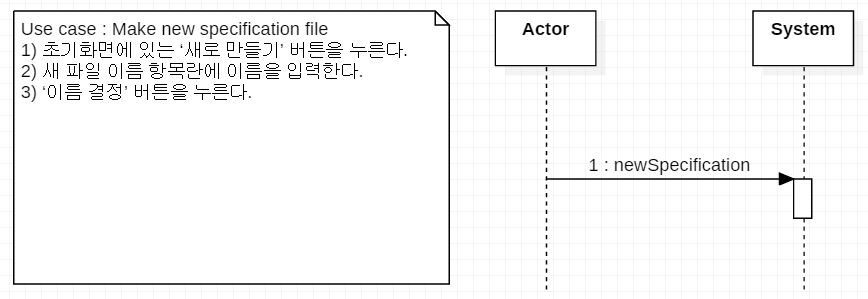 Use case : Make new specification file
1) 초기화면에 있는 ‘새로 만들기’ 버튼을 누른다.
2) 새 파일 이름 항목란에 이름을 입력한다.
3) ‘이름 결정’ 버튼을 누른다.
Actor
System
1 : newSpecification